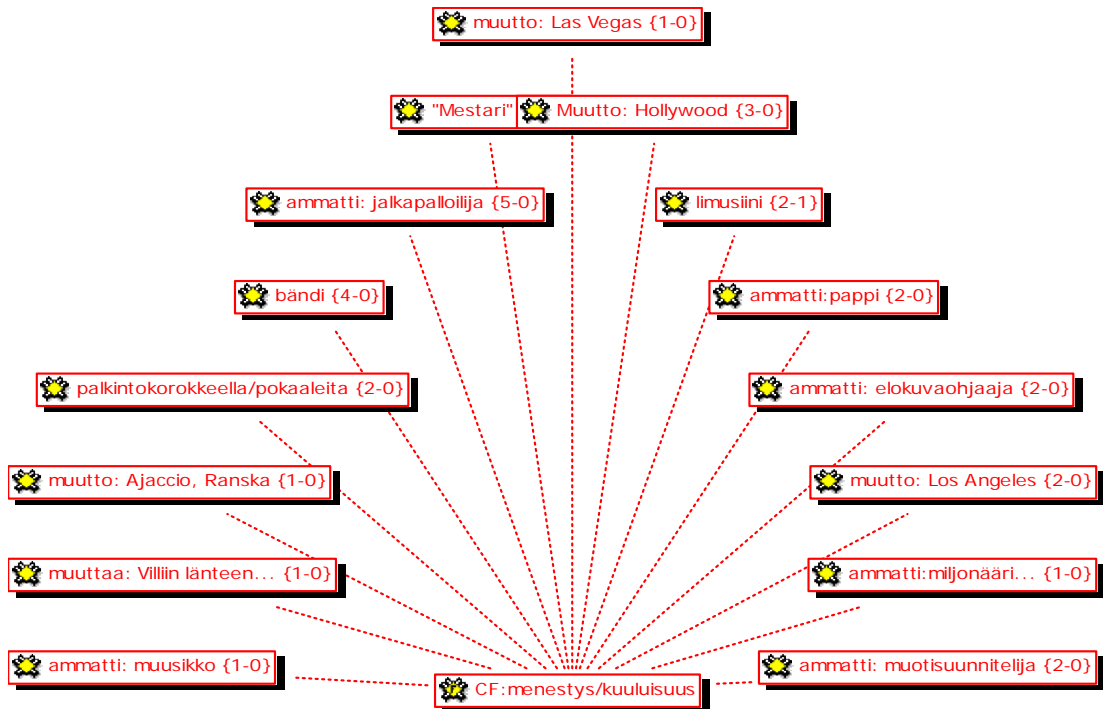 muutto: Las Vegas {1-0}
"Mestari"
Muutto: Hollywood {3-0}
ammatti: jalkapalloilija {5-0}
limusiini {2-1}
bändi {4-0}
ammatti:pappi {2-0}
palkintokorokkeella/pokaaleita {2-0}
ammatti: elokuvaohjaaja {2-0}
muutto: Ajaccio, Ranska {1-0}
muutto: Los Angeles {2-0}
muuttaa: Villiin länteen... {1-0}
ammatti:miljonääri... {1-0}
ammatti: muusikko {1-0}
ammatti: muotisuunnitelija {2-0}
CF:menestys/kuuluisuus